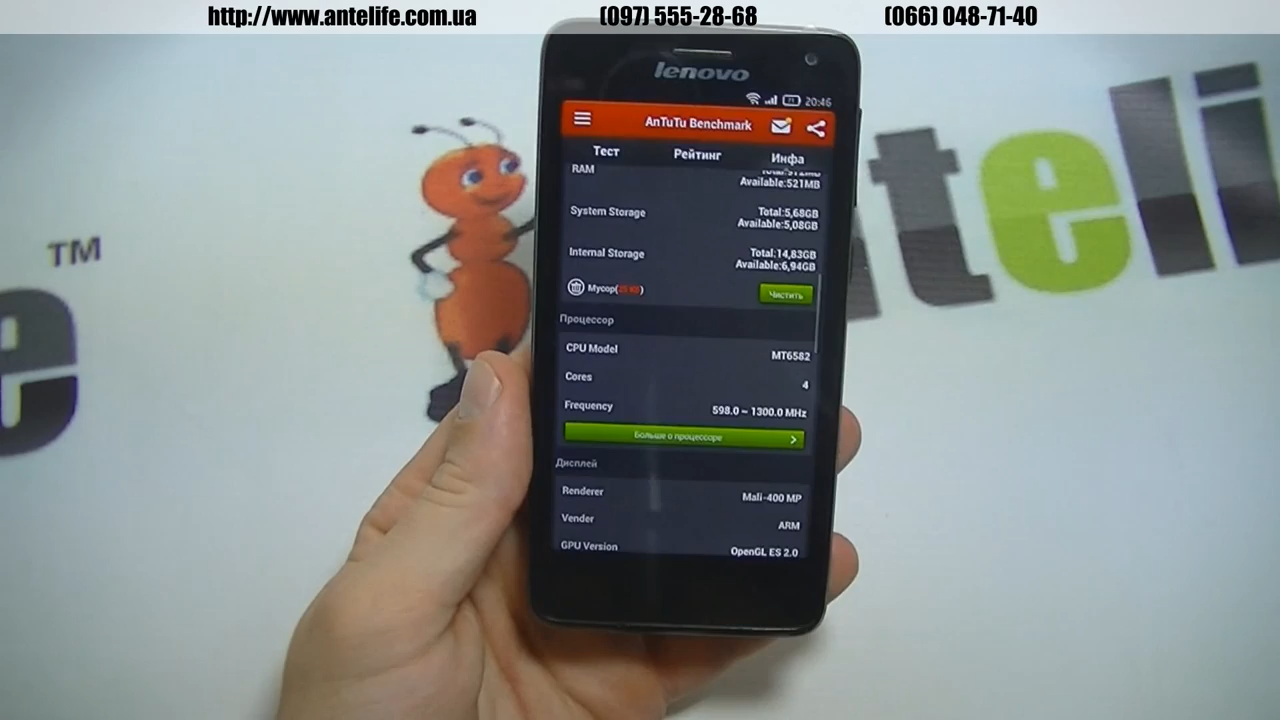 http://www.antelife.com.ua (097) 555-28-68 (066) 048-71-40
lenovo
20:46
AnTuTu Benchmark
Тест Рейтинг Инфа
RAM
Available:521MB
System Storage Total:5,68GB
Available:5,08GB
Internal Storage Total:14,83GB
Available:6,94GB
Мусор( ) Чистить
Процессор
CPU Model MT6582
Cores 4
Frequency 598.0 ~ 1300.0 MHz
Больше о процессоре
Дисплей
Renderer Mali-400 MP
Vender ARM
GPU Version OpenGL ES 2.0
TM
e
nteli